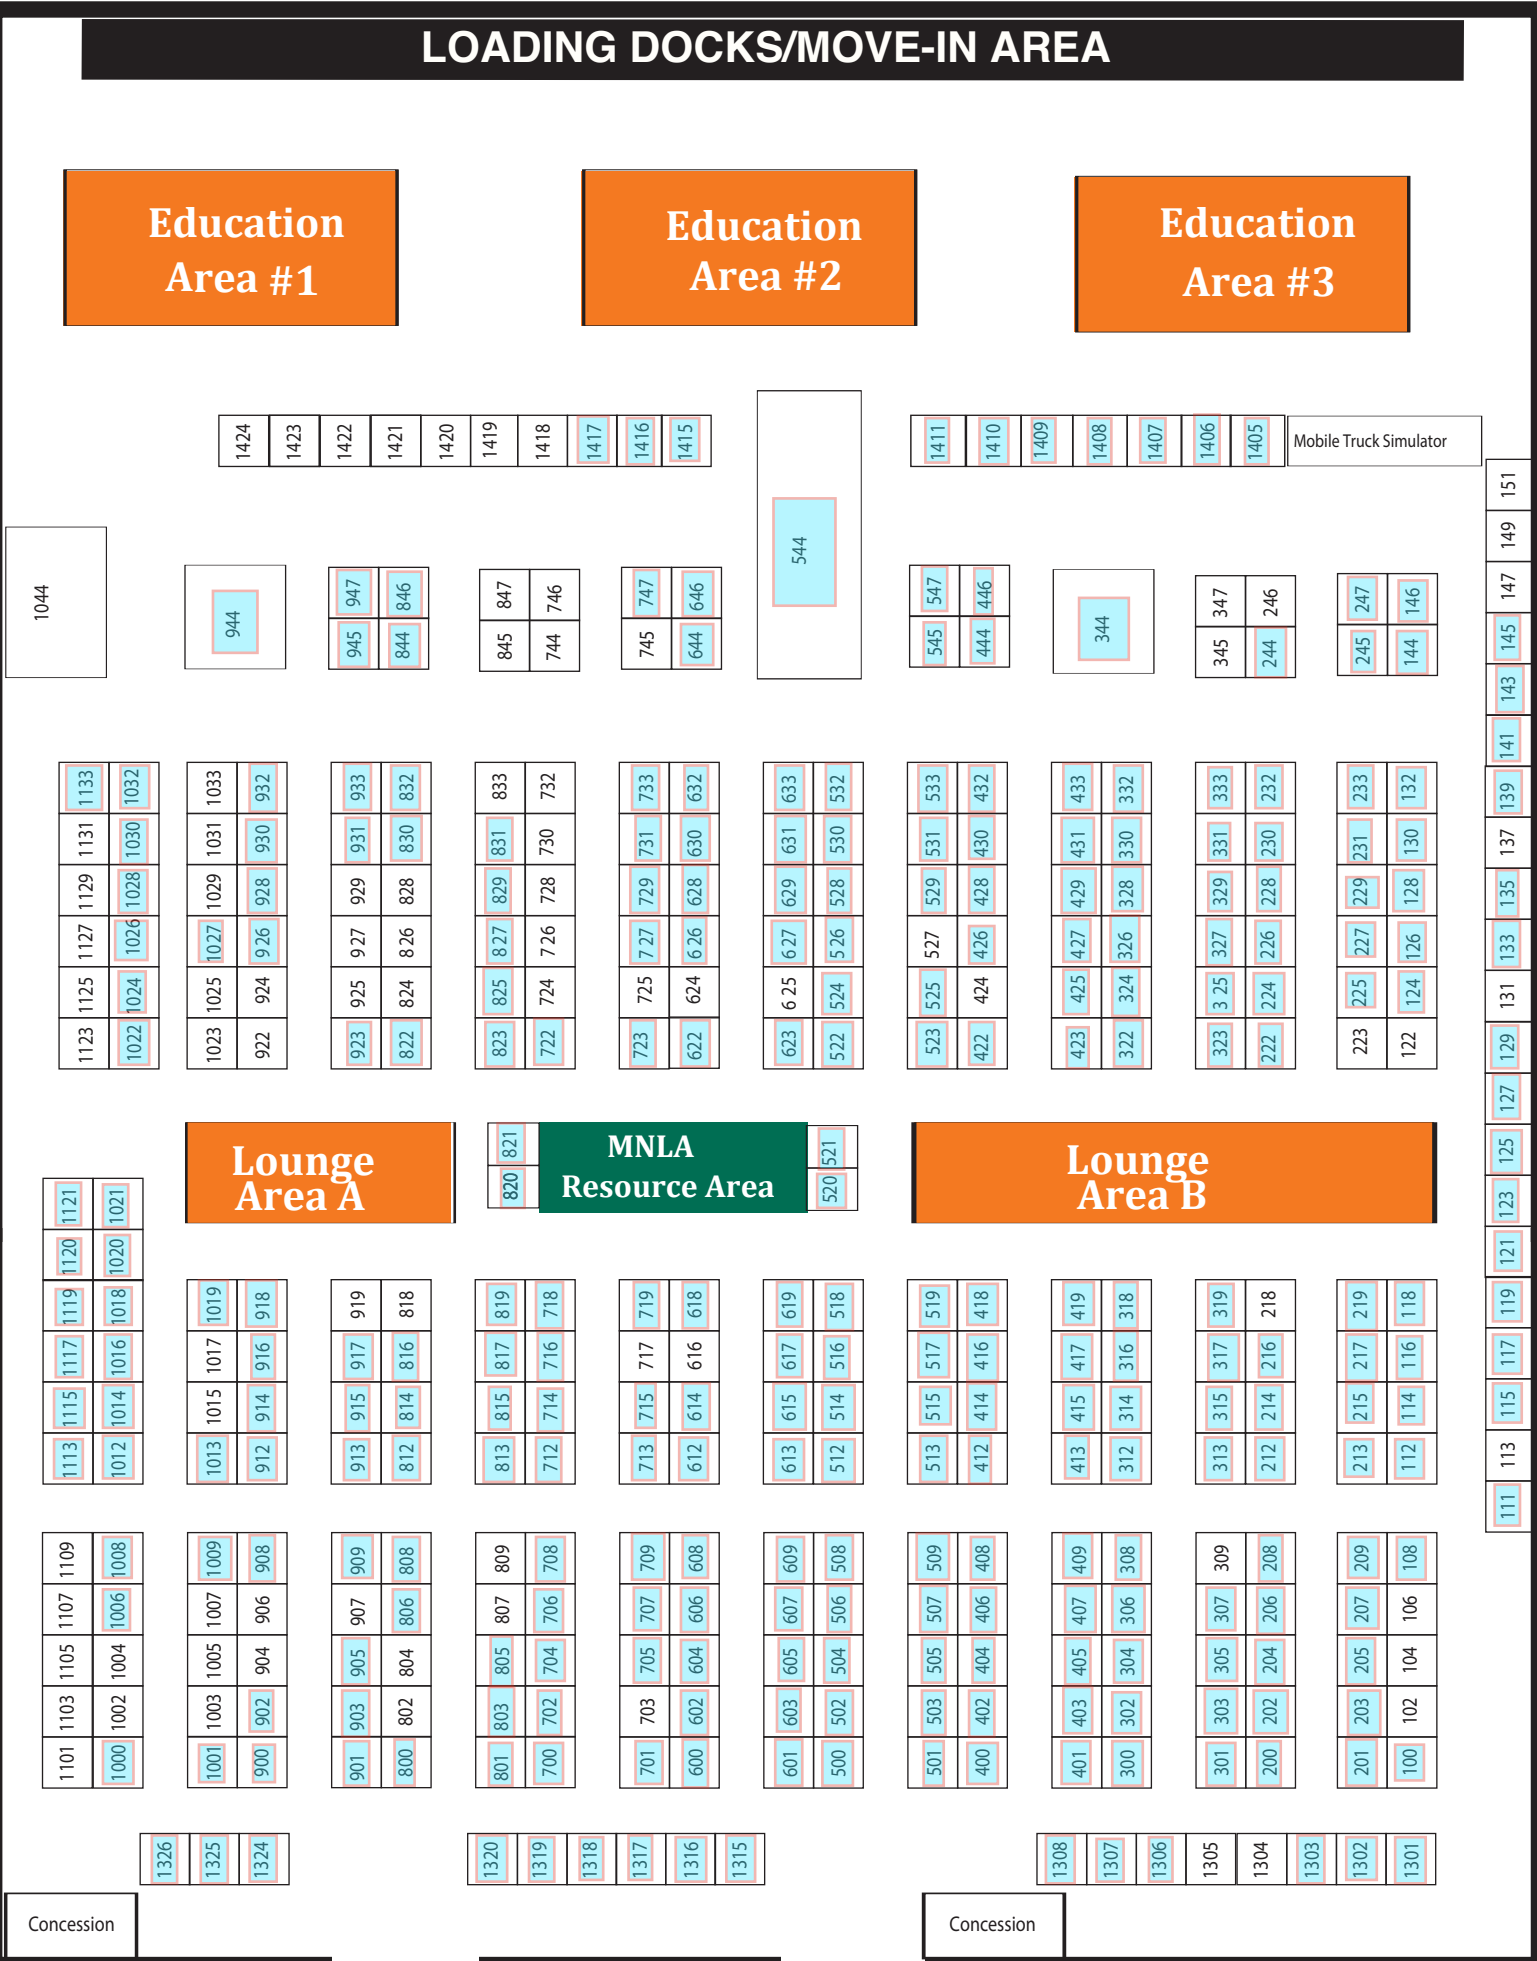 LOADING DOCKS/MOVE-IN AREA
Education
Area #1
Education
Area #2
Education
Area #3
1424 1423 1422 1421 1420 1419 1418 1417 1416 1415
1411 1410 1409 1408 1407 1406 1405 Mobile Truck Simulator
151
149
147
145
143
141
139
137
135
133
131
129
127
125
123
121
119
117
115
113
111
1044
944
544
344
947 846 847 746 747 646 547 446 347 246 247 146
945 844 845 744 745 644 545 444 345 244 245 144
1133 1032 1033 932 933 832 833 732 733 632 633 532 533 432 433 332 333 232 233 132
1131 1030 1031 930 931 830 831 730 731 630 631 530 531 430 431 330 331 230 231 130
1129 1028 1029 928 929 828 829 728 729 628 629 528 529 428 429 328 329 228 229 128
1127 1026 1027 926 927 826 827 726 727 626 627 526 527 426 427 326 327 226 227 126
1125 1024 1025 924 925 824 825 724 725 624 6 25 524 525 424 425 324 3 25 224 225 124
1123 1022 1023 922 923 822 823 722 723 622 623 522 523 422 423 322 323 222 223 122
Lounge
Area A
821
820
MNLA
Resource Area
521
520
Lounge
Area B
1121 1021
1120 1020
1119 1018 1019 918 919 818 819 718 719 618 619 518 519 418 419 318 319 218 219 118
1117 1016 1017 916 917 816 817 716 717 616 617 516 517 416 417 316 317 216 217 116
1115 1014 1015 914 915 814 815 714 715 614 615 514 515 414 415 314 315 214 215 114
1113 1012 1013 912 913 812 813 712 713 612 613 512 513 412 413 312 313 212 213 112
1109 1008 1009 908 909 808 809 708 709 608 609 508 509 408 409 308 309 208 209 108
1107 1006 1007 906 907 806 807 706 707 606 607 506 507 406 407 306 307 206 207 106
1105 1004 1005 904 905 804 805 704 705 604 605 504 505 404 405 304 305 204 205 104
1103 1002 1003 902 903 802 803 702 703 602 603 502 503 402 403 302 303 202 203 102
1101 1000 1001 900 901 800 801 700 701 600 601 500 501 400 401 300 301 200 201 100
1326 1325 1324 1320 1319 1318 1317 1316 1315 1308 1307 1306 1305 1304 1303 1302 1301
Concession
Concession